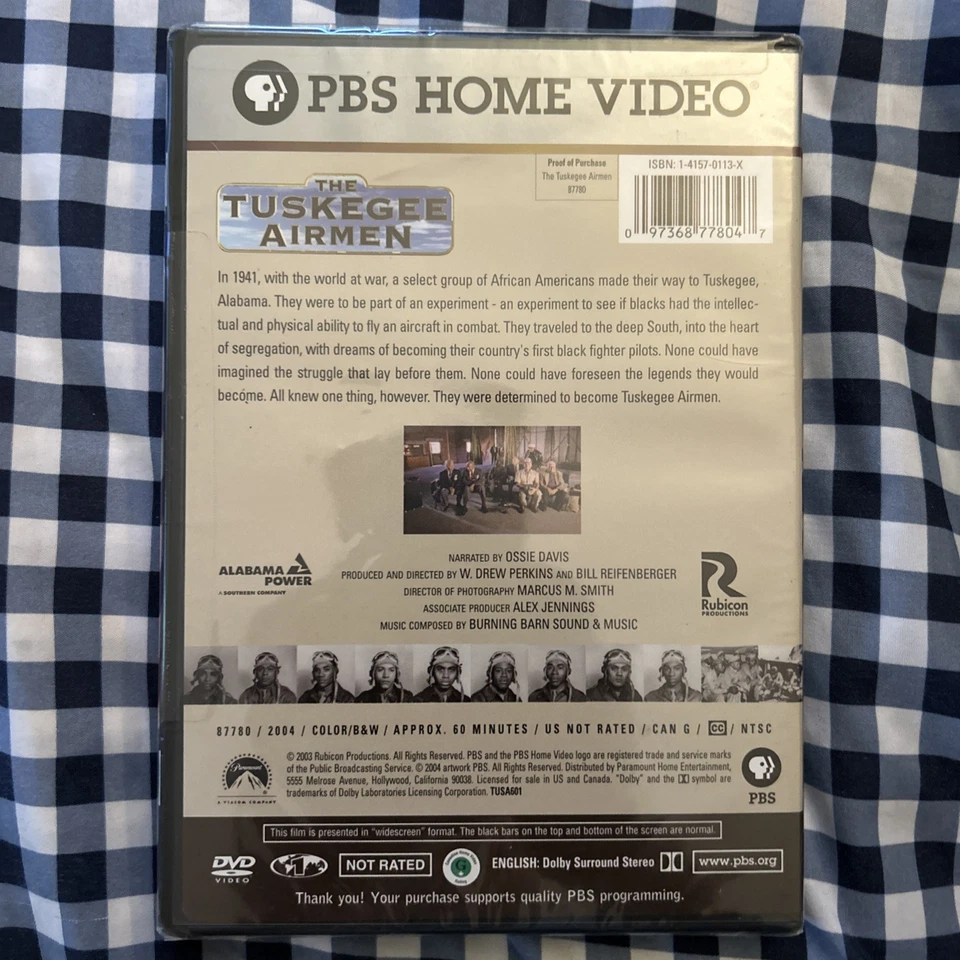 PBS HOME VIDEO
Proof of Purchase
The Tuskegee Airmen
87780
ISBN: 1-4157-0113-X
0 97368 77804 7
THE
TUSKEGEE
AIRMEN
In 1941, with the world at war, a select group of African Americans made their way to Tuskegee,
Alabama. They were to be part of an experiment - an experiment to see if blacks had the intellec-
tual and physical ability to fly an aircraft in combat. They traveled to the deep South, into the heart
of segregation, with dreams of becoming their country's first black fighter pilots. None could have
imagined the struggle that lay before them. None could have foreseen the legends they would
become. All knew one thing, however. They were determined to become Tuskegee Airmen.
ALABAMA
POWER
A SOUTHERN COMPANY
NARRATED BY OSSIE DAVIS
PRODUCED AND DIRECTED BY W. DREW PERKINS AND BILL REIFENBERGER
DIRECTOR OF PHOTOGRAPHY MARCUS M. SMITH
ASSOCIATE PRODUCER ALEX JENNINGS
MUSIC COMPOSED BY BURNING BARN SOUND & MUSIC
R
Rubicon
PRODUCTIONS
87780 / 2004 / COLOR/B&W / APPROX. 60 MINUTES / US NOT RATED / CAN G / CC / NTSC
Paramount
A VIACOM COMPANY
© 2003 Rubicon Productions. All Rights Reserved. PBS and the PBS Home Video logo are registered trade and service marks
of the Public Broadcasting Service. © 2004 artwork PBS. All Rights Reserved. Distributed by Paramount Home Entertainment,
5555 Melrose Avenue, Hollywood, California 90038. Licensed for sale in US and Canada. "Dolby" and the DD symbol are
trademarks of Dolby Laboratories Licensing Corporation. TUSA601
PBS
This film is presented in "widescreen" format. The black bars on the top and bottom of the screen are normal.
DVD
VIDEO
1
NOT RATED
G
ENGLISH: Dolby Surround Stereo
www.pbs.org
Thank you! Your purchase supports quality PBS programming.